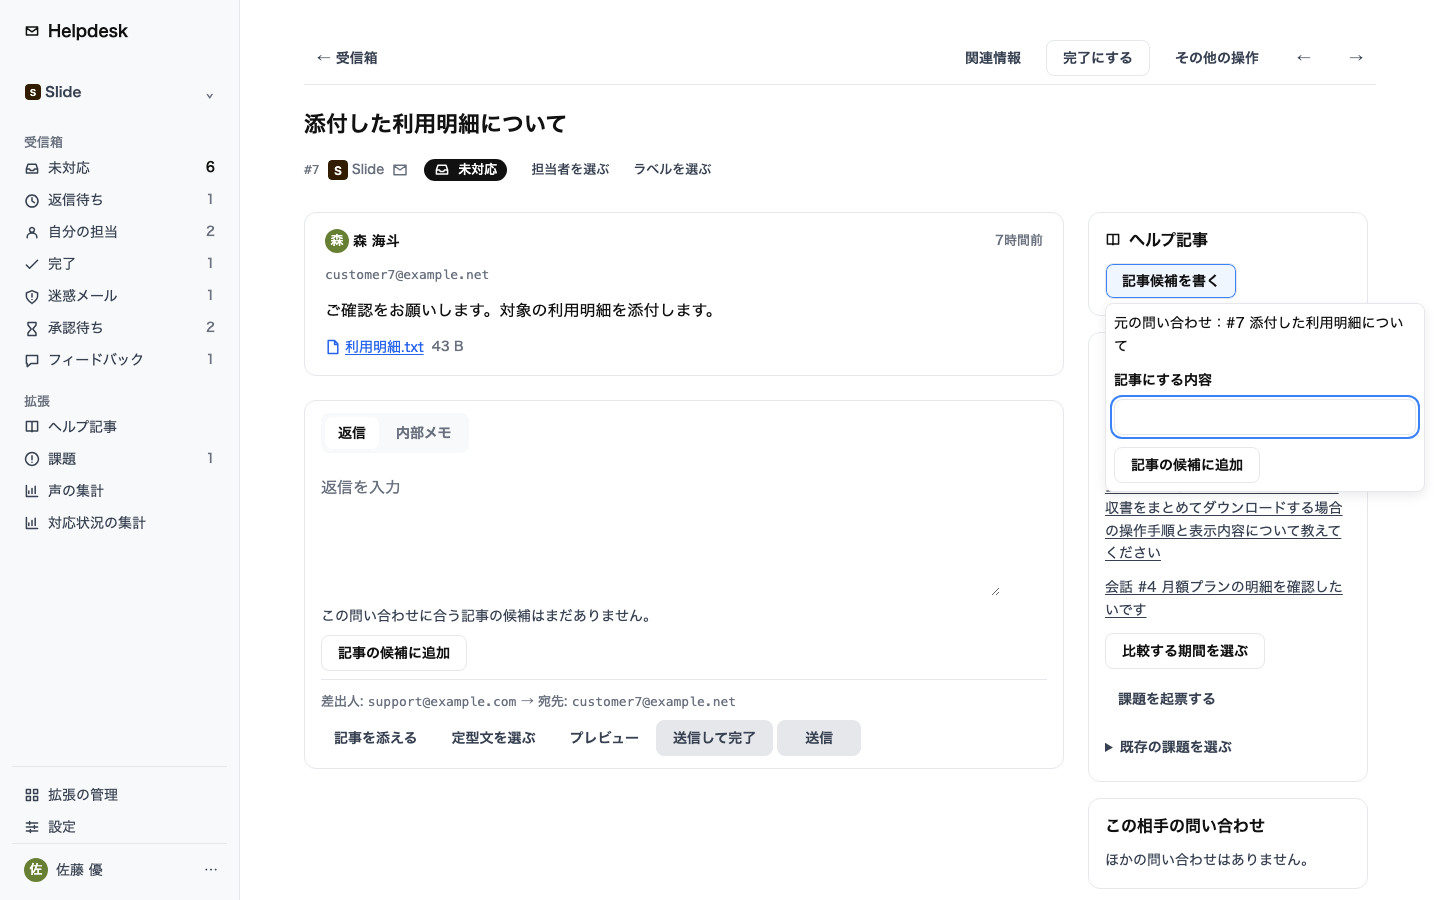 Helpdesk
S Slide
受信箱
未対応 6
返信待ち 1
自分の担当 2
完了 1
迷惑メール 1
承認待ち 2
フィードバック 1
拡張
ヘルプ記事
課題 1
声の集計
対応状況の集計
拡張の管理
設定
佐 佐藤 優 …
← 受信箱
関連情報
完了にする
その他の操作
←
→
添付した利用明細について
#7 S Slide 未対応 担当者を選ぶ ラベルを選ぶ
森 森 海斗 7時間前
customer7@example.net
ご確認をお願いします。対象の利用明細を添付します。
利用明細.txt 43 B
返信 内部メモ
返信を入力
この問い合わせに合う記事の候補はまだありません。
記事の候補に追加
差出人: support@example.com → 宛先: customer7@example.net
記事を添える 定型文を選ぶ プレビュー 送信して完了 送信
ヘルプ記事
記事候補を書く
元の問い合わせ：#7 添付した利用明細につい
て
記事にする内容
記事の候補に追加
収書をまとめてダウンロードする場合
の操作手順と表示内容について教えて
ください
会話 #4 月額プランの明細を確認した
いです
比較する期間を選ぶ
課題を起票する
▶ 既存の課題を選ぶ
この相手の問い合わせ
ほかの問い合わせはありません。